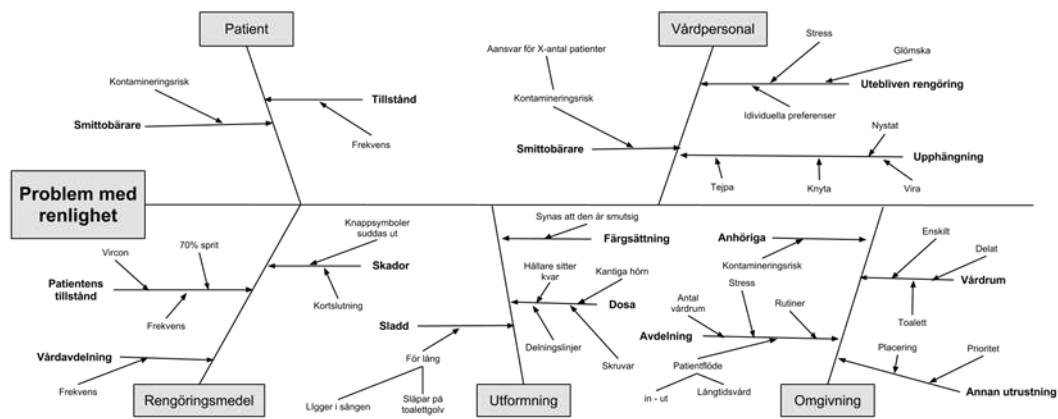 Patient
Vårdpersonal
Kontamineringsrisk
Tillstånd
Smittobärare
Frekvens
Aansvar för X-antal patienter
Stress
Glömska
Kontamineringsrisk
Utebliven rengöring
Idividuella preferenser
Smittobärare
Nystat
Upphängning
Tejpa
Knyta
Vira
Problem med
renlighet
Knappsymboler
suddas ut
Vircon
70% sprit
Skador
Patientens
tillstånd
Kortslutning
Frekvens
Vårdavdelning
Frekvens
Rengöringsmedel
Synas att den är smutsig
Färgsättning
Hållare sitter
kvar
Kantiga hörn
Dosa
Sladd
Delningslinjer
Skruvar
För lång
LIgger i sängen
Släpar på
toalettgolv
Utformning
Anhöriga
Kontamineringsrisk
Enskilt
Delat
Vårdrum
Toalett
Antal
vårdrum
Stress
Rutiner
Avdelning
Patientflöde
in - ut
Långtidsvård
Placering
Prioritet
Annan utrustning
Omgivning